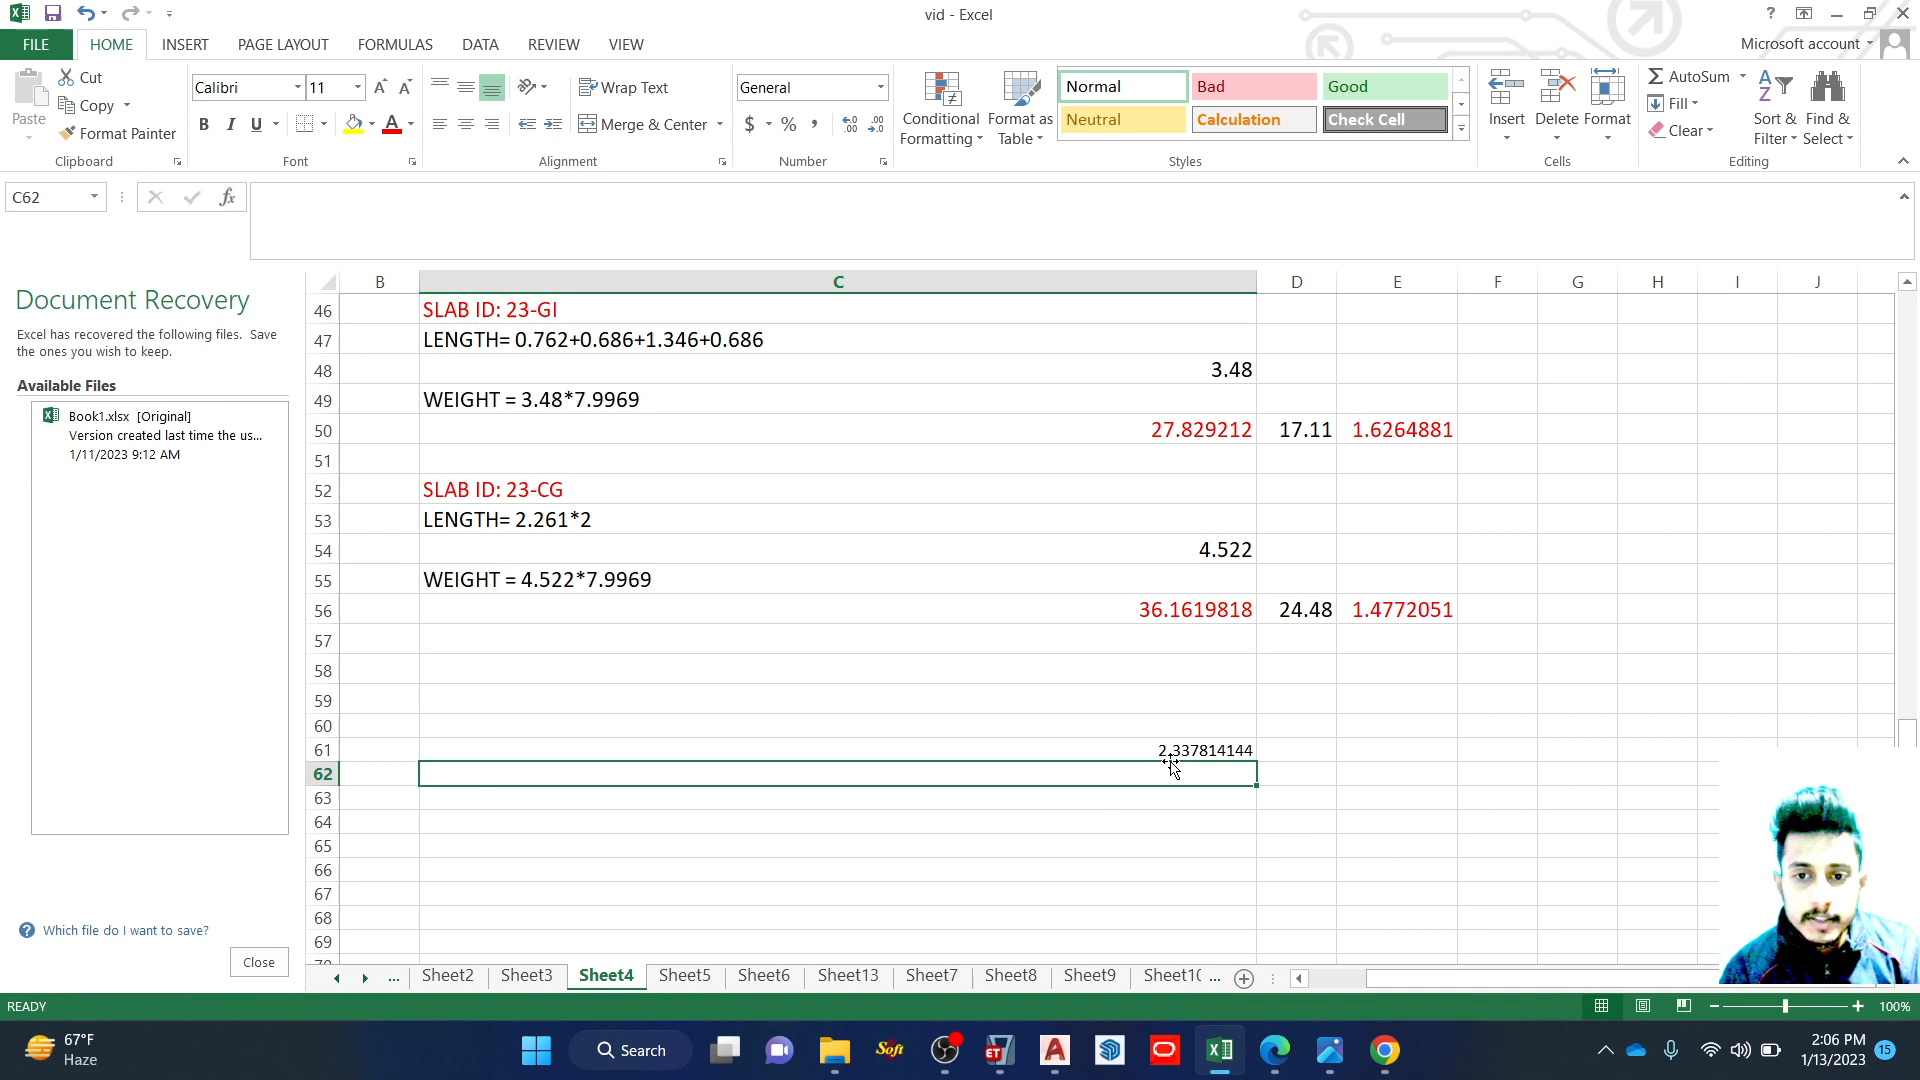 vid - Excel
?
FILE HOME INSERT PAGE LAYOUT FORMULAS DATA REVIEW VIEW
Microsoft account
Paste
Cut
Copy
Format Painter
Clipboard
Calibri 11
B I U
Font
Wrap Text
Merge & Center
Alignment
General
$ % ,
Number
Conditional Formatting
Format as Table
Normal Bad Good
Neutral Calculation Check Cell
Styles
Insert Delete Format
Cells
AutoSum
Fill
Clear
Sort & Filter
Find & Select
Editing
C62
fx
Document Recovery
Excel has recovered the following files. Save
the ones you wish to keep.
Available Files
Book1.xlsx [Original]
Version created last time the us...
1/11/2023 9:12 AM
Which file do I want to save?
Close
B C D E F G H I J
46 SLAB ID: 23-GI
47 LENGTH= 0.762+0.686+1.346+0.686
48 3.48
49 WEIGHT = 3.48*7.9969
50 27.829212 17.11 1.6264881
51
52 SLAB ID: 23-CG
53 LENGTH= 2.261*2
54 4.522
55 WEIGHT = 4.522*7.9969
56 36.1619818 24.48 1.4772051
57
58
59
60
61 2.337814144
62
63
64
65
66
67
68
69
... Sheet2 Sheet3 Sheet4 Sheet5 Sheet6 Sheet13 Sheet7 Sheet8 Sheet9 Sheet1( ...
READY
100%
67°F
Haze
Search
Soft
ET
2:06 PM
1/13/2023
15